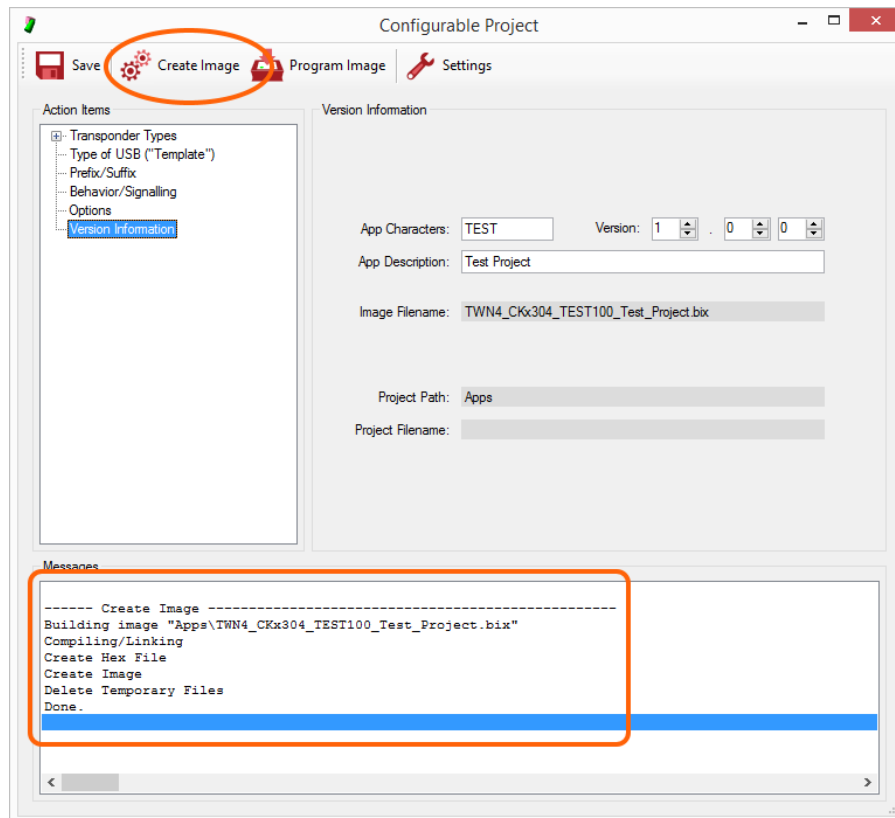 Configurable Project
Save Create Image Program Image Settings
Action Items
Transponder Types
Type of USB ("Template")
Prefix/Suffix
Behavior/Signalling
Options
Version Information
Version Information
App Characters: TEST Version: 1 . 0 0
App Description: Test Project
Image Filename: TWN4_CKx304_TEST100_Test_Project.bix
Project Path: Apps
Project Filename:
Messages
------ Create Image ---------------------------------------------------
Building image "Apps\TWN4_CKx304_TEST100_Test_Project.bix"
Compiling/Linking
Create Hex File
Create Image
Delete Temporary Files
Done.